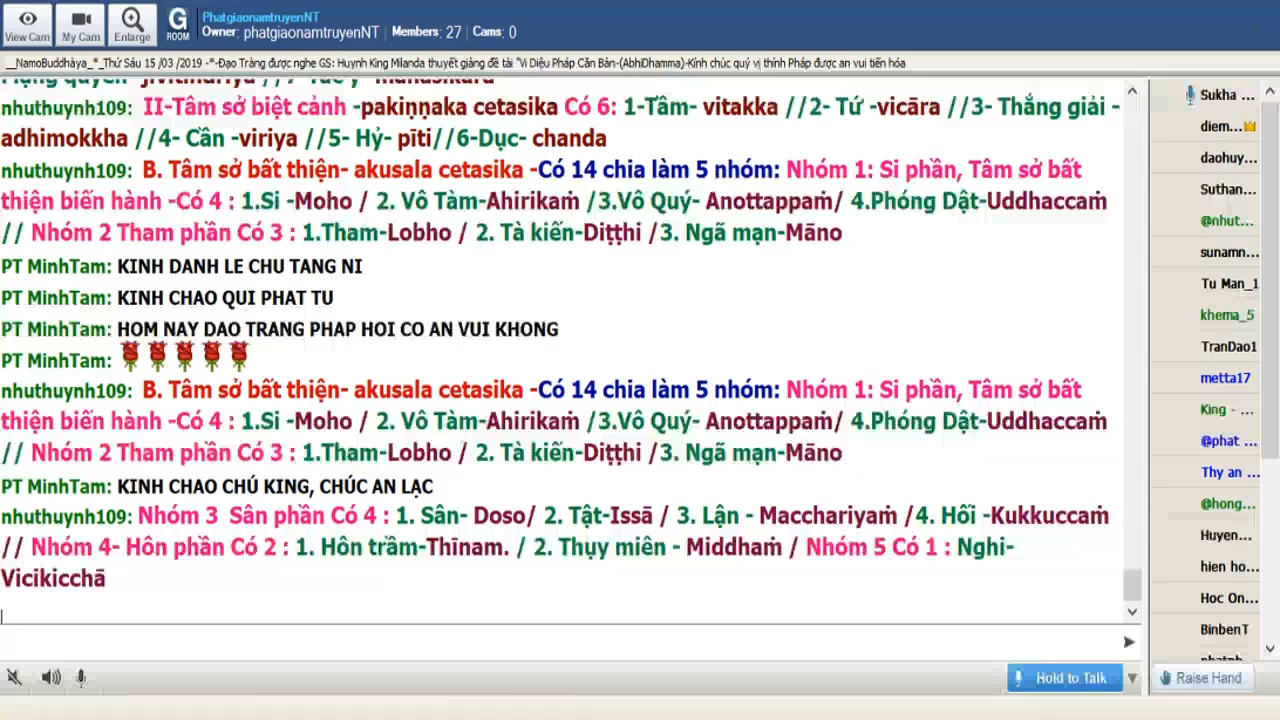 PhatgiaonamtruyenNT
Owner: phatgiaonamtruyenNT | Members: 27 | Cams: 0
View Cam My Cam Enlarge G ROOM
__NamoBuddhàya_*_Thứ Sáu 15 /03 /2019 -*-Đạo Tràng được nghe GS: Huynh King Milanda thuyết giảng đề tài "Vi Diệu Pháp Căn Bản-(AbhiDhamma)-Kính chúc quý vị thính Pháp được an vui tiến hóa
nhuthuynh109: II-Tâm sở biệt cảnh -pakiṇṇaka cetasika Có 6: 1-Tầm- vitakka //2- Tứ -vicāra //3- Thắng giải -
adhimokkha //4- Cần -viriya //5- Hỷ- pīti//6-Dục- chanda
nhuthuynh109: B. Tâm sở bất thiện- akusala cetasika -Có 14 chia làm 5 nhóm: Nhóm 1: Si phần, Tâm sở bất
thiện biến hành -Có 4 : 1.Si -Moho / 2. Vô Tàm-Ahirikaṁ /3.Vô Quý- Anottappaṁ/ 4.Phóng Dật-Uddhaccaṁ
// Nhóm 2 Tham phần Có 3 : 1.Tham-Lobho / 2. Tà kiến-Diṭṭhi /3. Ngã mạn-Māno
PT MinhTam: KINH DANH LE CHU TANG NI
PT MinhTam: KINH CHAO QUI PHAT TU
PT MinhTam: HOM NAY DAO TRANG PHAP HOI CO AN VUI KHONG
PT MinhTam:
nhuthuynh109: B. Tâm sở bất thiện- akusala cetasika -Có 14 chia làm 5 nhóm: Nhóm 1: Si phần, Tâm sở bất
thiện biến hành -Có 4 : 1.Si -Moho / 2. Vô Tàm-Ahirikaṁ /3.Vô Quý- Anottappaṁ/ 4.Phóng Dật-Uddhaccaṁ
// Nhóm 2 Tham phần Có 3 : 1.Tham-Lobho / 2. Tà kiến-Diṭṭhi /3. Ngã mạn-Māno
PT MinhTam: KINH CHAO CHÚ KING, CHÚC AN LẠC
nhuthuynh109: Nhóm 3 Sân phần Có 4 : 1. Sân- Doso/ 2. Tật-Issā / 3. Lận - Macchariyaṁ /4. Hối -Kukkuccaṁ
// Nhóm 4- Hôn phần Có 2 : 1. Hôn trầm-Thīnam. / 2. Thụy miên - Middhaṁ / Nhóm 5 Có 1 : Nghi-
Vicikicchā
Sukha ...
diem...
daohuy...
Suthan...
@nhut...
sunamn...
Tu Man_1
khema_5
TranDao1
metta17
King - ...
@phat ...
Thy an ...
@hong...
Huyen...
hien ho...
Hoc On...
BinbenT
Hold to Talk
Raise Hand